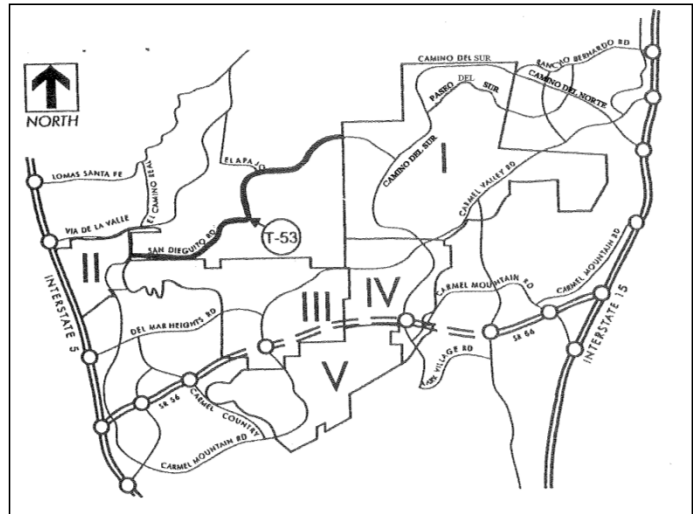 CAMINO DEL SUR
RANCHO BERNARDO RD
PASEO DEL SUR
CAMINO DEL NORTE
NORTH
EL APAJO
I
LOMAS SANTA FE
EL CAMINO REAL
CAMINO DEL SUR
CARMEL VALLEY RD
VIA DE LA VALLE
SAN DIEGUITO RD
T-53
II
INTERSTATE 5
III
IV
CARMEL MOUNTAIN RD
CARMEL MOUNTAIN RD
DEL MAR HEIGHTS RD
INTERSTATE 15
SR 56
V
VILLAGE RD
SR 56
CARMEL COUNTRY
CARMEL MOUNTAIN RD